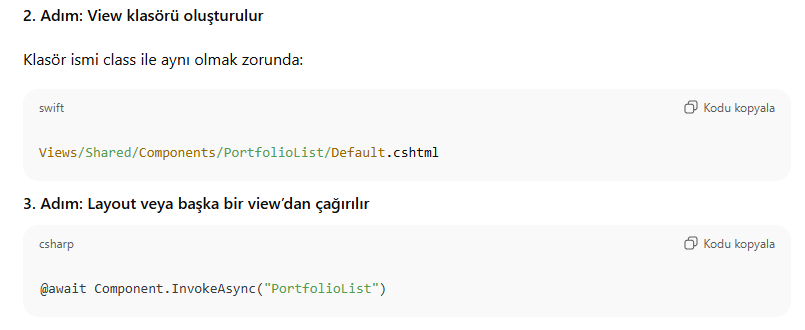 2. Adım: View klasörü oluşturulur
Klasör ismi class ile aynı olmak zorunda:
swift
Kodu kopyala
Views/Shared/Components/PortfolioList/Default.cshtml
3. Adım: Layout veya başka bir view’dan çağırılır
csharp
Kodu kopyala
@await Component.InvokeAsync("PortfolioList")